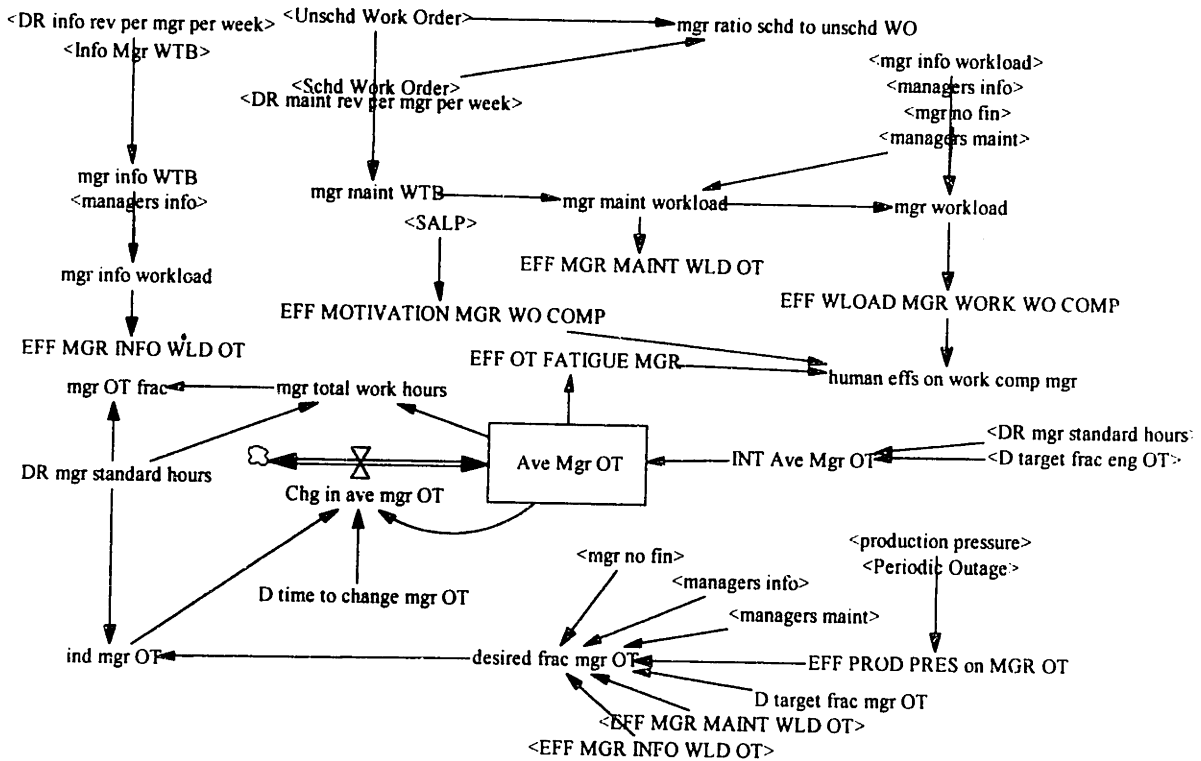 <DR info rev per mgr per week>
<Info Mgr WTB>
<Unschd Work Order>
mgr ratio schd to unschd WO
<Schd Work Order>
<DR maint rev per mgr per week>
<mgr info workload>
<managers info>
<mgr no fin>
<managers maint>
mgr info WTB
<managers info>
mgr maint WTB
mgr maint workload
mgr workload
<SALP>
mgr info workload
EFF MGR MAINT WLD OT
EFF MOTIVATION MGR WO COMP
EFF WLOAD MGR WORK WO COMP
EFF MGR INFO WLD OT
EFF OT FATIGUE MGR
human effs on work comp mgr
mgr OT frac
mgr total work hours
DR mgr standard hours
Ave Mgr OT
INT Ave Mgr OT
<DR mgr standard hours>
<D target frac eng OT>
Chg in ave mgr OT
<production pressure>
<Periodic Outage>
<mgr no fin>
<managers info>
D time to change mgr OT
<managers maint>
ind mgr OT
desired frac mgr OT
EFF PROD PRES on MGR OT
D target frac mgr OT
<EFF MGR MAINT WLD OT>
<EFF MGR INFO WLD OT>